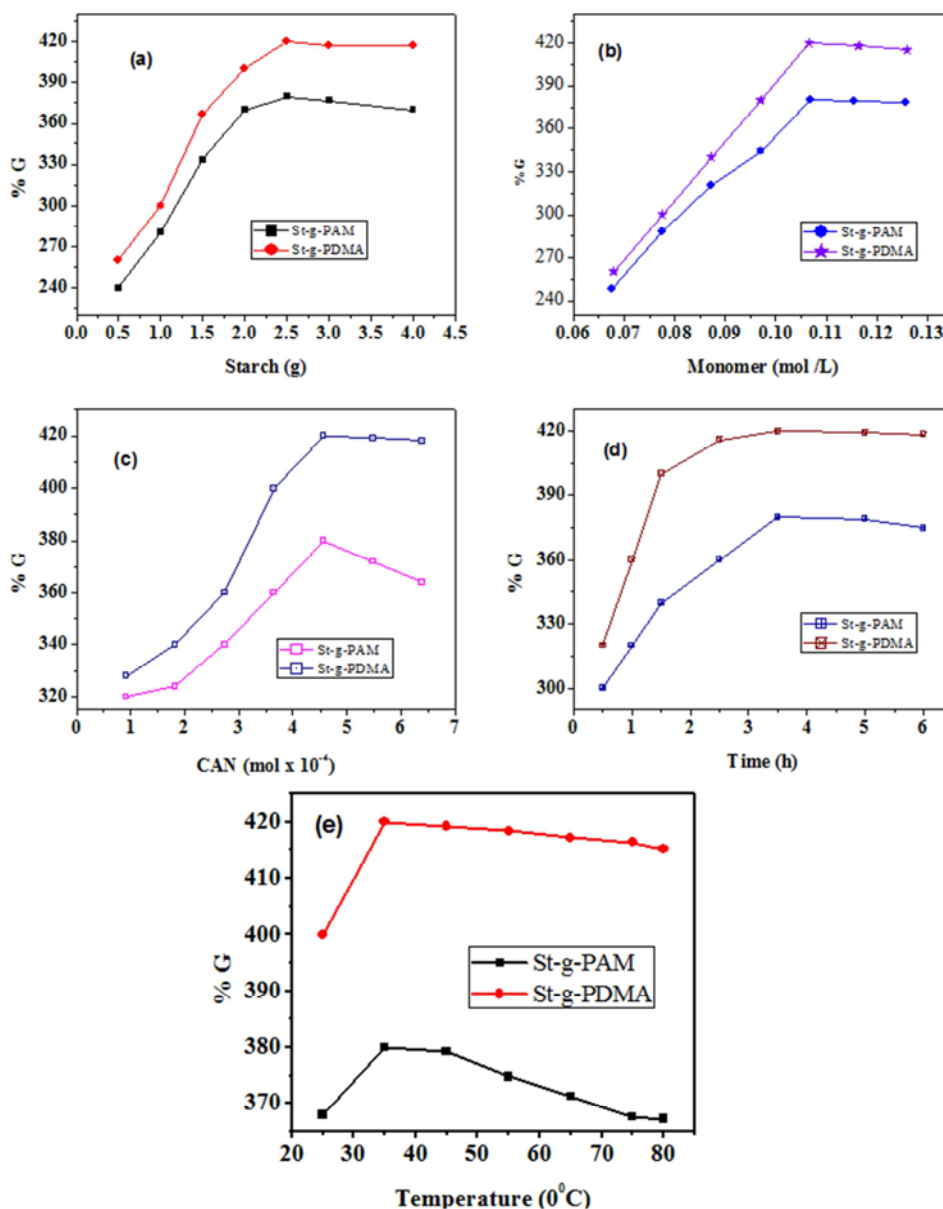 (a)
% G
420
390
360
330
300
270
240
0.0 0.5 1.0 1.5 2.0 2.5 3.0 3.5 4.0 4.5
Starch (g)
St-g-PAM
St-g-PDMA
(b)
% G
420
390
360
330
300
270
240
0.06 0.07 0.08 0.09 0.10 0.11 0.12 0.13
Monomer (mol /L)
St-g-PAM
St-g-PDMA
(c)
% G
420
400
380
360
340
320
0 1 2 3 4 5 6 7
CAN (mol x 10⁻⁴)
St-g-PAM
St-g-PDMA
(d)
% G
420
390
360
330
300
0 1 2 3 4 5 6
Time (h)
St-g-PAM
St-g-PDMA
(e)
% G
420
410
400
390
380
370
20 30 40 50 60 70 80 90
Temperature (0⁰C)
St-g-PAM
St-g-PDMA